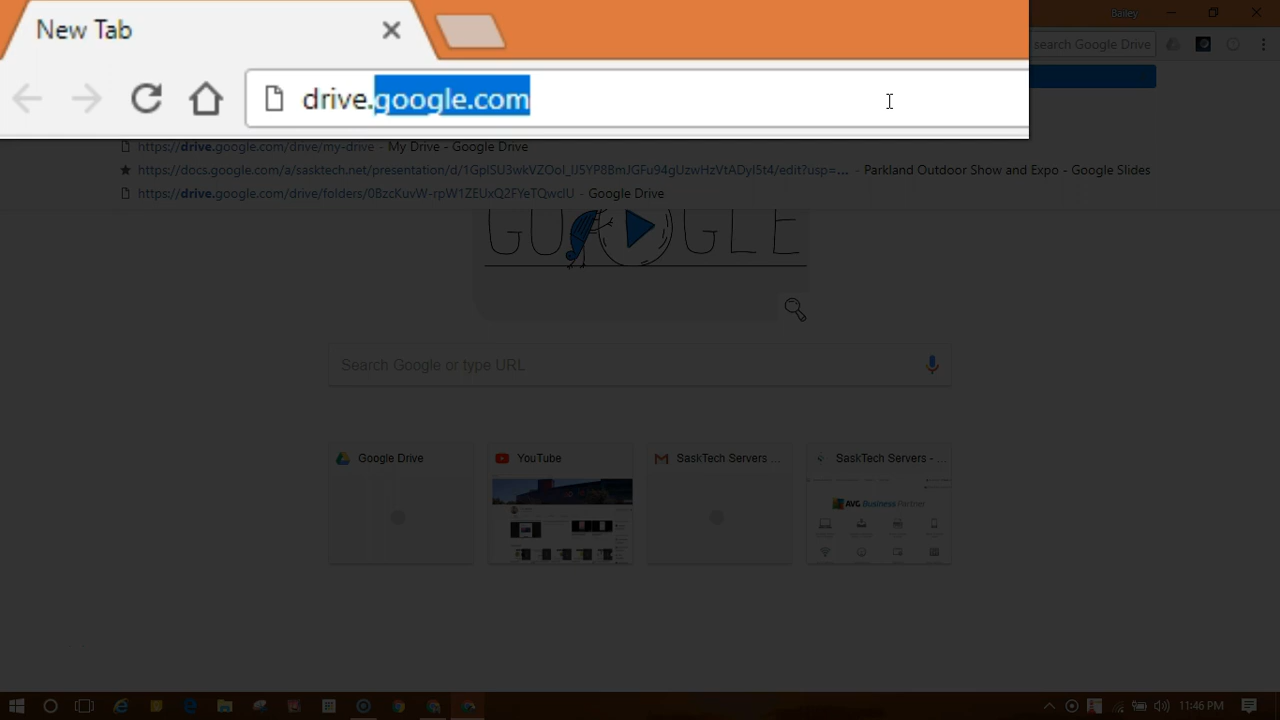 New Tab
Bailey
drive.google.com
search Google Drive
https://drive.google.com/drive/my-drive - My Drive - Google Drive
https://docs.google.com/a/sasktech.net/presentation/d/1GpISU3wkVZOoI_U5YP8BmJGFu94gUzwHzVtADyI5t4/edit?usp=... - Parkland Outdoor Show and Expo - Google Slides
https://drive.google.com/drive/folders/0BzcKuvW-rpW1ZEUxQ2FYeTQwclU - Google Drive
GOOGLE
Search Google or type URL
Google Drive
YouTube
SaskTech Servers ...
SaskTech Servers - ...
AVG Business Partner
11:46 PM